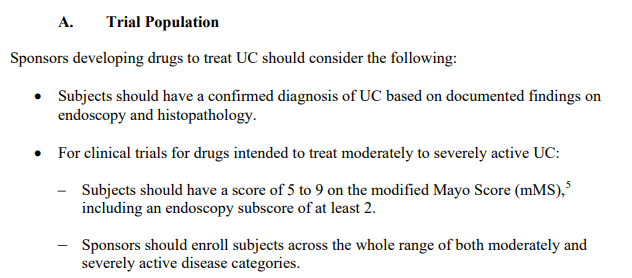 A. Trial Population
Sponsors developing drugs to treat UC should consider the following:
• Subjects should have a confirmed diagnosis of UC based on documented findings on
endoscopy and histopathology.
• For clinical trials for drugs intended to treat moderately to severely active UC:
− Subjects should have a score of 5 to 9 on the modified Mayo Score (mMS),⁵
including an endoscopy subscore of at least 2.
− Sponsors should enroll subjects across the whole range of both moderately and
severely active disease categories.